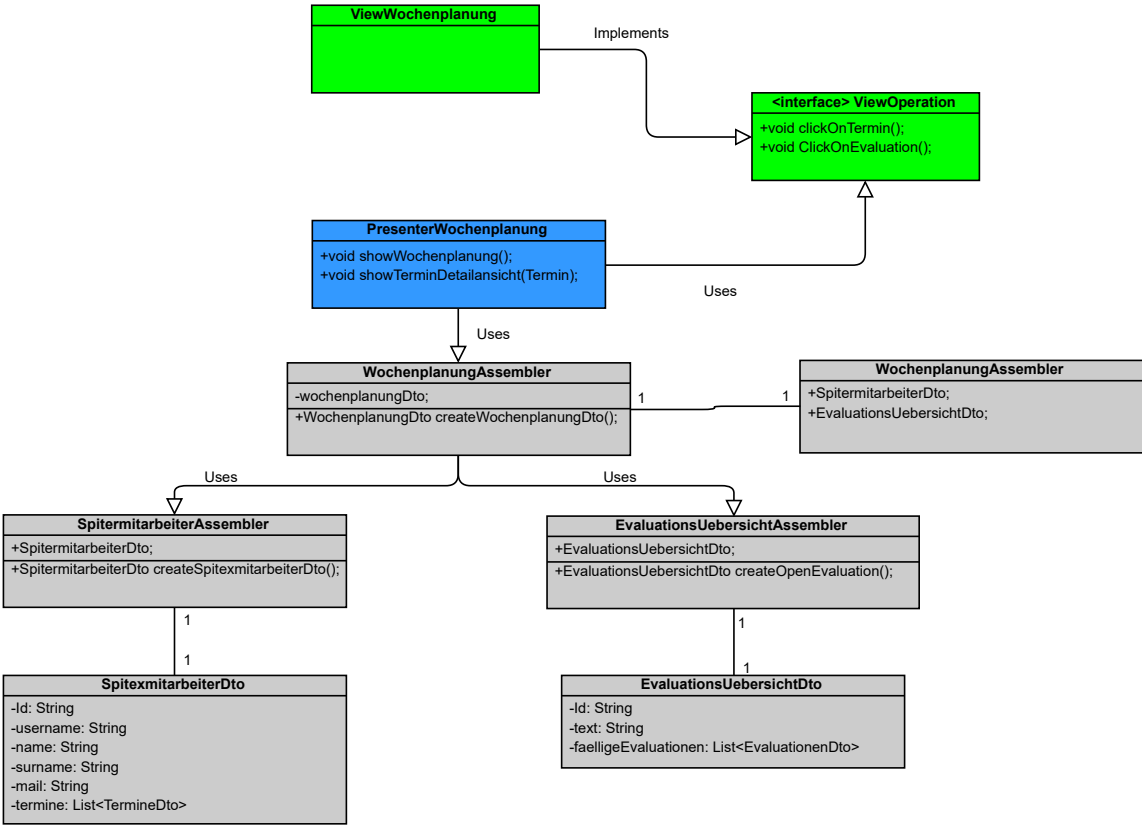 ViewWochenplanung
Implements
<interface> ViewOperation
+void clickOnTermin();
+void ClickOnEvaluation();
PresenterWochenplanung
+void showWochenplanung();
+void showTerminDetailansicht(Termin);
Uses
Uses
WochenplanungAssembler
-wochenplanungDto;
+WochenplanungDto createWochenplanungDto();
1
1
WochenplanungAssembler
+SpitermitarbeiterDto;
+EvaluationsUebersichtDto;
Uses
Uses
SpitermitarbeiterAssembler
+SpitermitarbeiterDto;
+SpitermitarbeiterDto createSpitexmitarbeiterDto();
EvaluationsUebersichtAssembler
+EvaluationsUebersichtDto;
+EvaluationsUebersichtDto createOpenEvaluation();
1
1
1
1
SpitexmitarbeiterDto
-Id: String
-username: String
-name: String
-surname: String
-mail: String
-termine: List<TermineDto>
EvaluationsUebersichtDto
-Id: String
-text: String
-faelligeEvaluationen: List<EvaluationenDto>